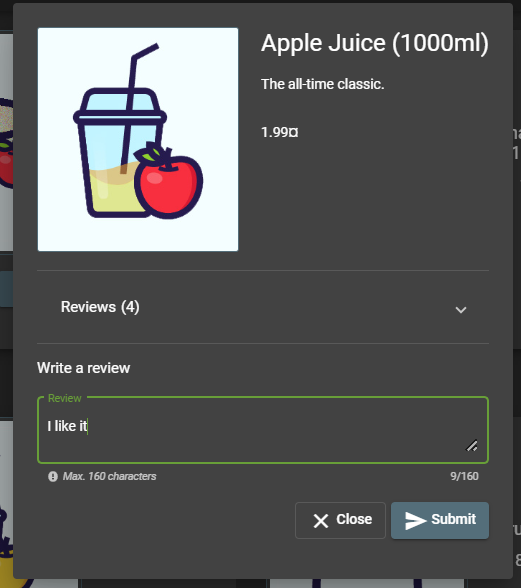 Apple Juice (1000ml)
The all-time classic.
1.99¤
Reviews (4)
Write a review
Review
I like it
Max. 160 characters
9/160
Close
Submit